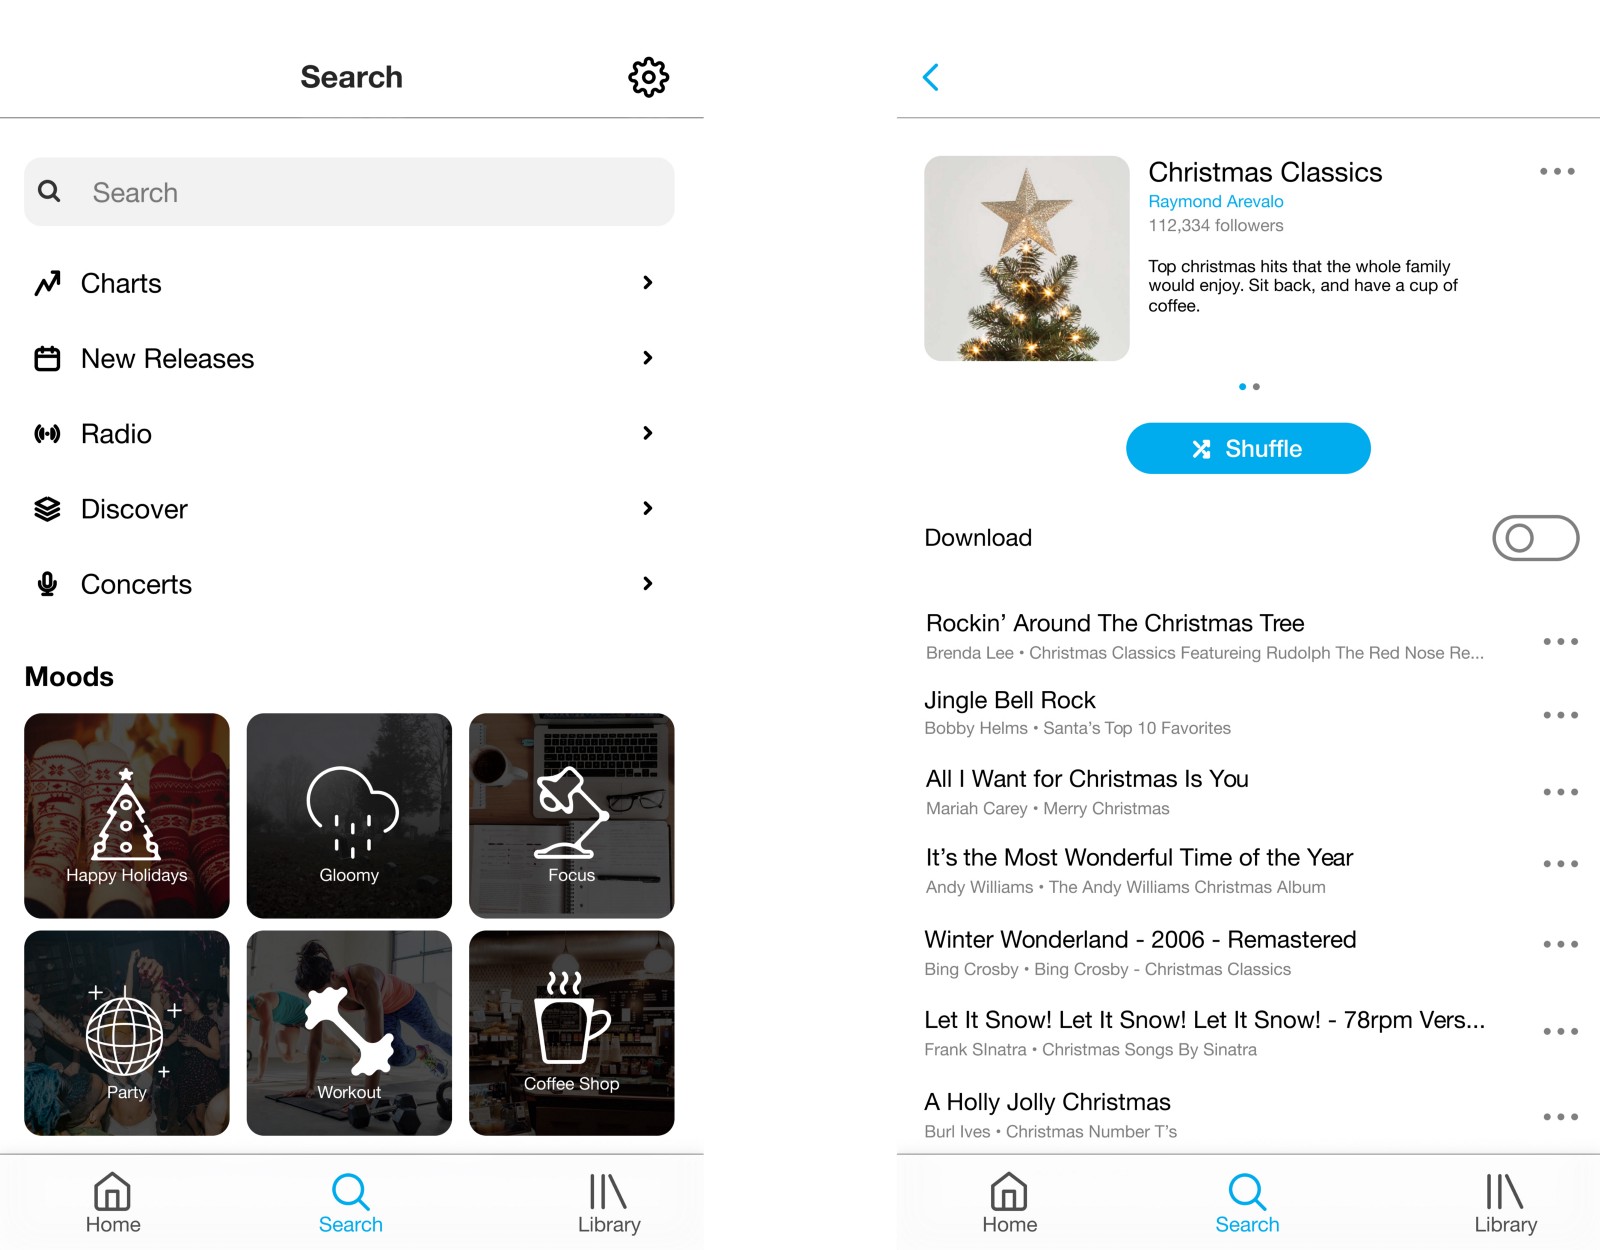 Search
Search
Charts
New Releases
Radio
Discover
Concerts
Moods
Happy Holidays
Gloomy
Focus
Party
Workout
Coffee Shop
Home
Search
Library
Christmas Classics
Raymond Arevalo
112,334 followers
Top christmas hits that the whole family
would enjoy. Sit back, and have a cup of
coffee.
Shuffle
Download
Rockin’ Around The Christmas Tree
Brenda Lee • Christmas Classics Featureing Rudolph The Red Nose Re...
Jingle Bell Rock
Bobby Helms • Santa’s Top 10 Favorites
All I Want for Christmas Is You
Mariah Carey • Merry Christmas
It’s the Most Wonderful Time of the Year
Andy Williams • The Andy Williams Christmas Album
Winter Wonderland - 2006 - Remastered
Bing Crosby • Bing Crosby - Christmas Classics
Let It Snow! Let It Snow! Let It Snow! - 78rpm Vers...
Frank SInatra • Christmas Songs By Sinatra
A Holly Jolly Christmas
Burl Ives • Christmas Number T’s
Home
Search
Library